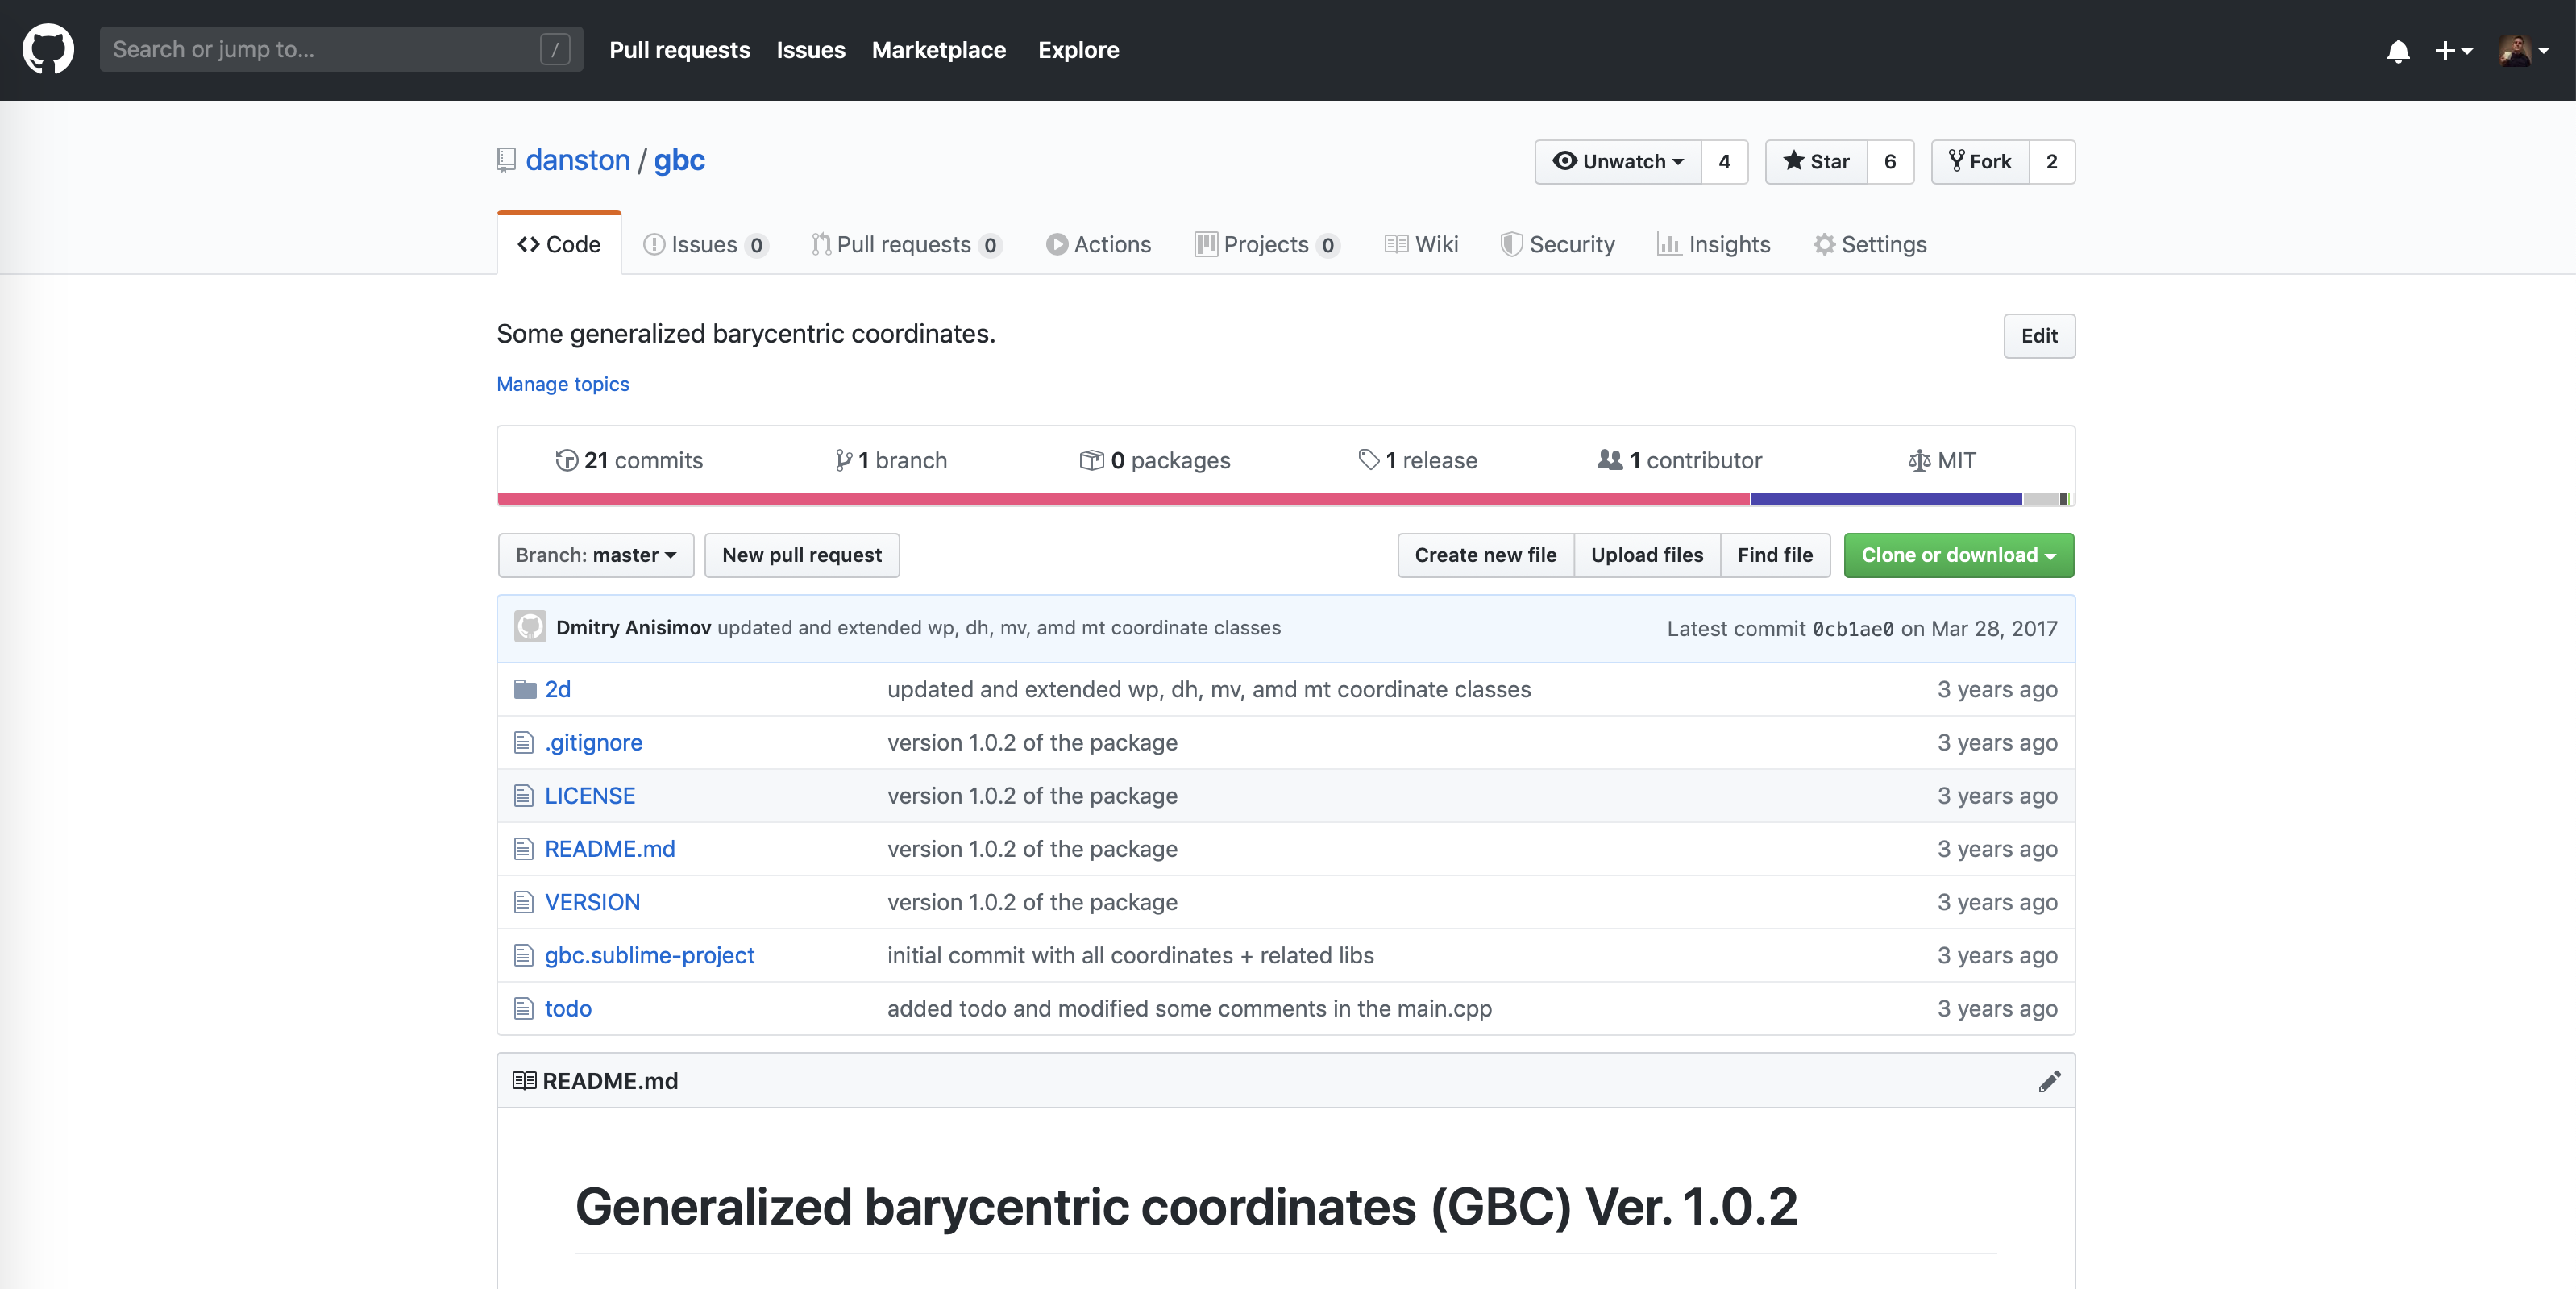 Search or jump to... / Pull requests Issues Marketplace Explore
danston / gbc Unwatch 4 Star 6 Fork 2
Code Issues 0 Pull requests 0 Actions Projects 0 Wiki Security Insights Settings
Some generalized barycentric coordinates. Edit
Manage topics
21 commits 1 branch 0 packages 1 release 1 contributor MIT
Branch: master New pull request Create new file Upload files Find file Clone or download
Dmitry Anisimov updated and extended wp, dh, mv, amd mt coordinate classes Latest commit 0cb1ae0 on Mar 28, 2017
2d updated and extended wp, dh, mv, amd mt coordinate classes 3 years ago
.gitignore version 1.0.2 of the package 3 years ago
LICENSE version 1.0.2 of the package 3 years ago
README.md version 1.0.2 of the package 3 years ago
VERSION version 1.0.2 of the package 3 years ago
gbc.sublime-project initial commit with all coordinates + related libs 3 years ago
todo added todo and modified some comments in the main.cpp 3 years ago
README.md
Generalized barycentric coordinates (GBC) Ver. 1.0.2